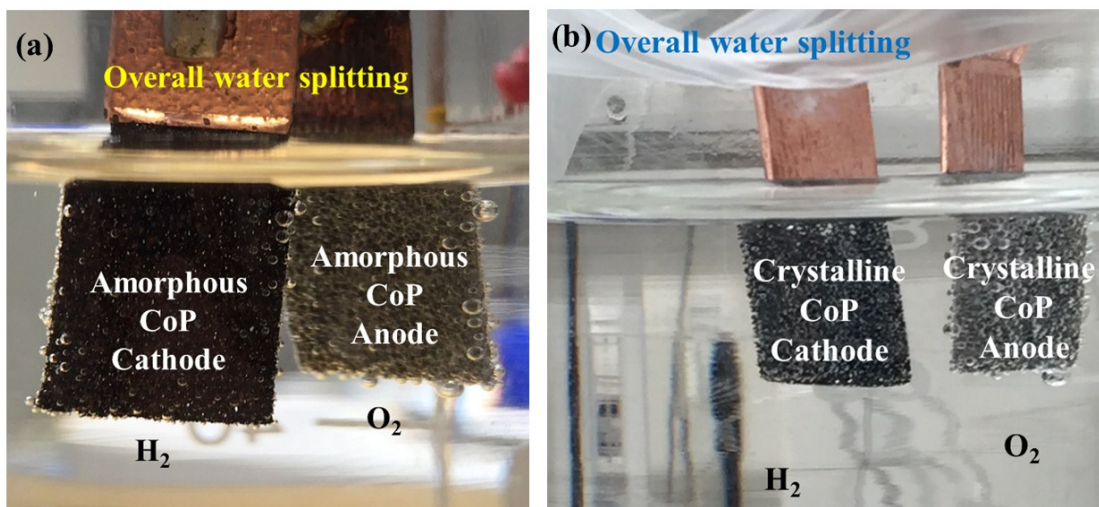 (a)
Overall water splitting
Amorphous
CoP
Cathode
Amorphous
CoP
Anode
H₂
O₂
(b)
Overall water splitting
Crystalline
CoP
Cathode
Crystalline
CoP
Anode
H₂
O₂